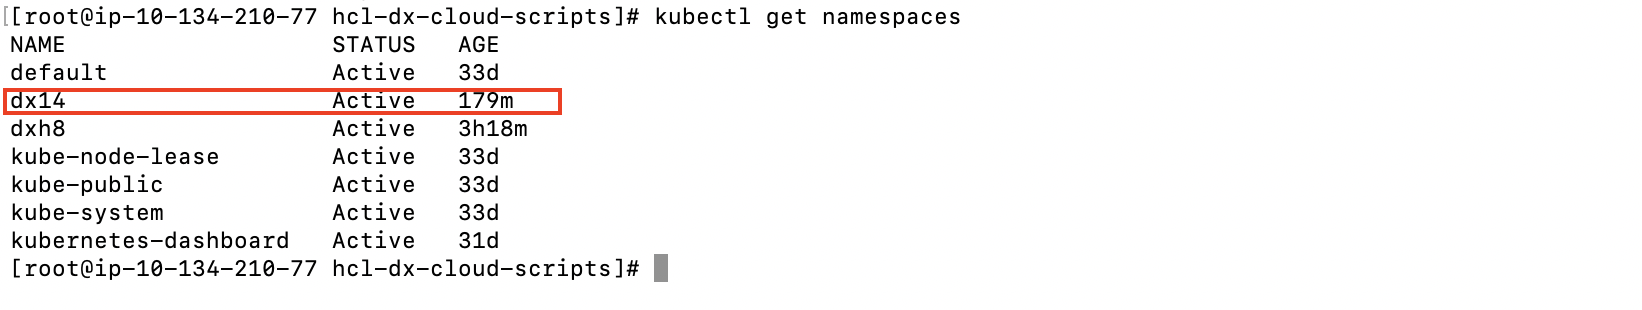 [root@ip-10-134-210-77 hcl-dx-cloud-scripts]# kubectl get namespaces
NAME                   STATUS   AGE
default                Active   33d
dx14                   Active   179m
dxh8                   Active   3h18m
kube-node-lease        Active   33d
kube-public            Active   33d
kube-system            Active   33d
kubernetes-dashboard   Active   31d
[root@ip-10-134-210-77 hcl-dx-cloud-scripts]#